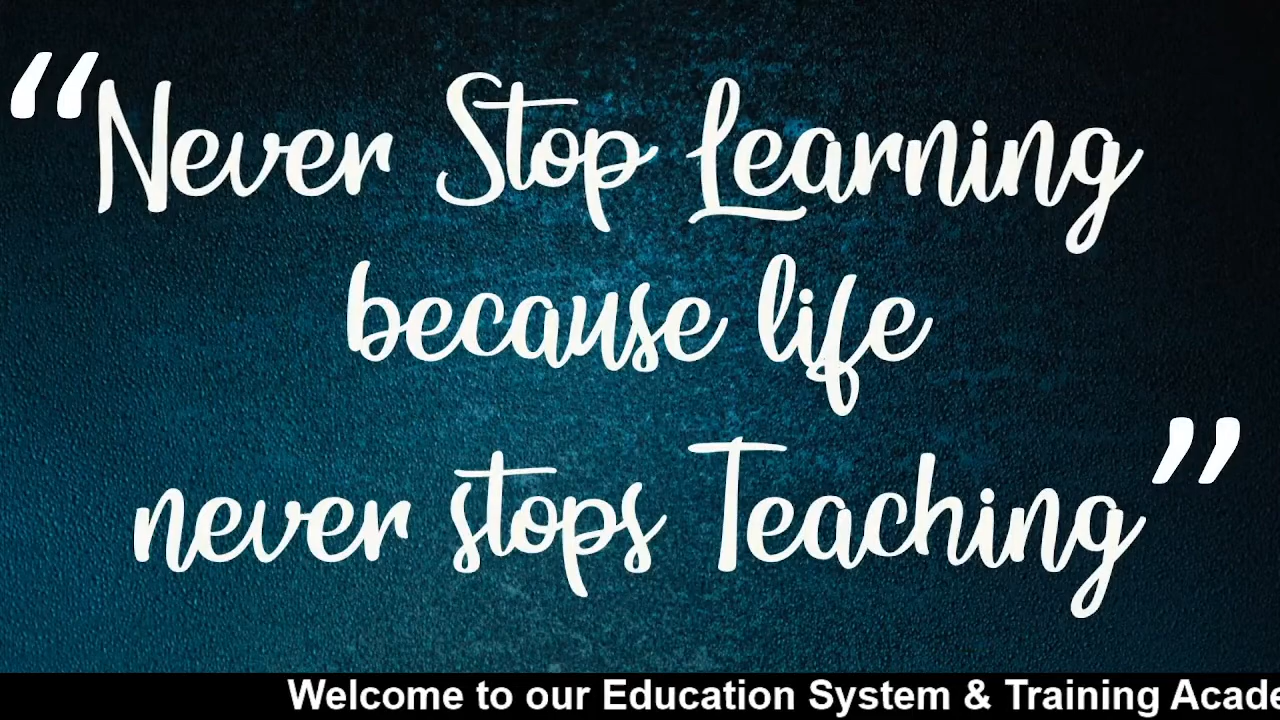 “Never Stop Learning
because life
never stops Teaching”
Welcome to our Education System & Training Acade